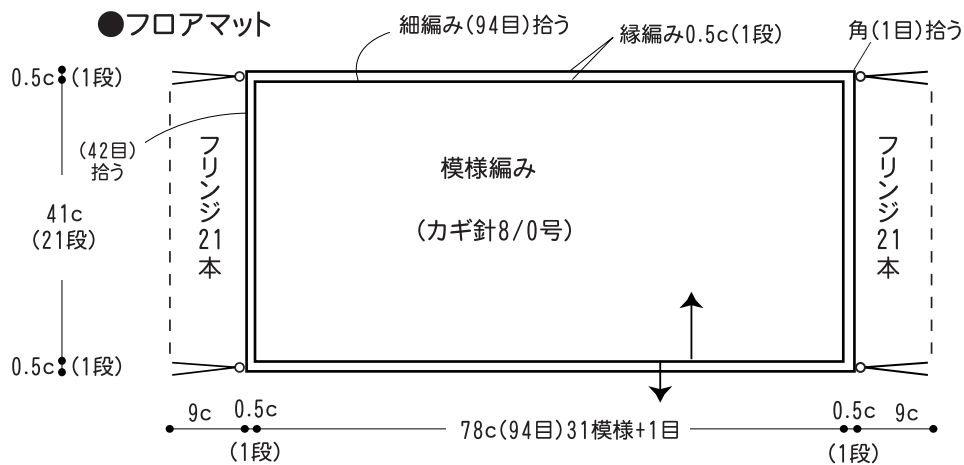 ●フロアマット
細編み(94目)拾う
縁編み0.5c(1段)
角(1目)拾う
0.5c(1段)
(42目)
拾う
フリンジ21本
模様編み
(カギ針8/0号)
フリンジ21本
41c
(21段)
0.5c(1段)
9c
0.5c
(1段)
78c(94目)31模様+1目
0.5c
(1段)
9c